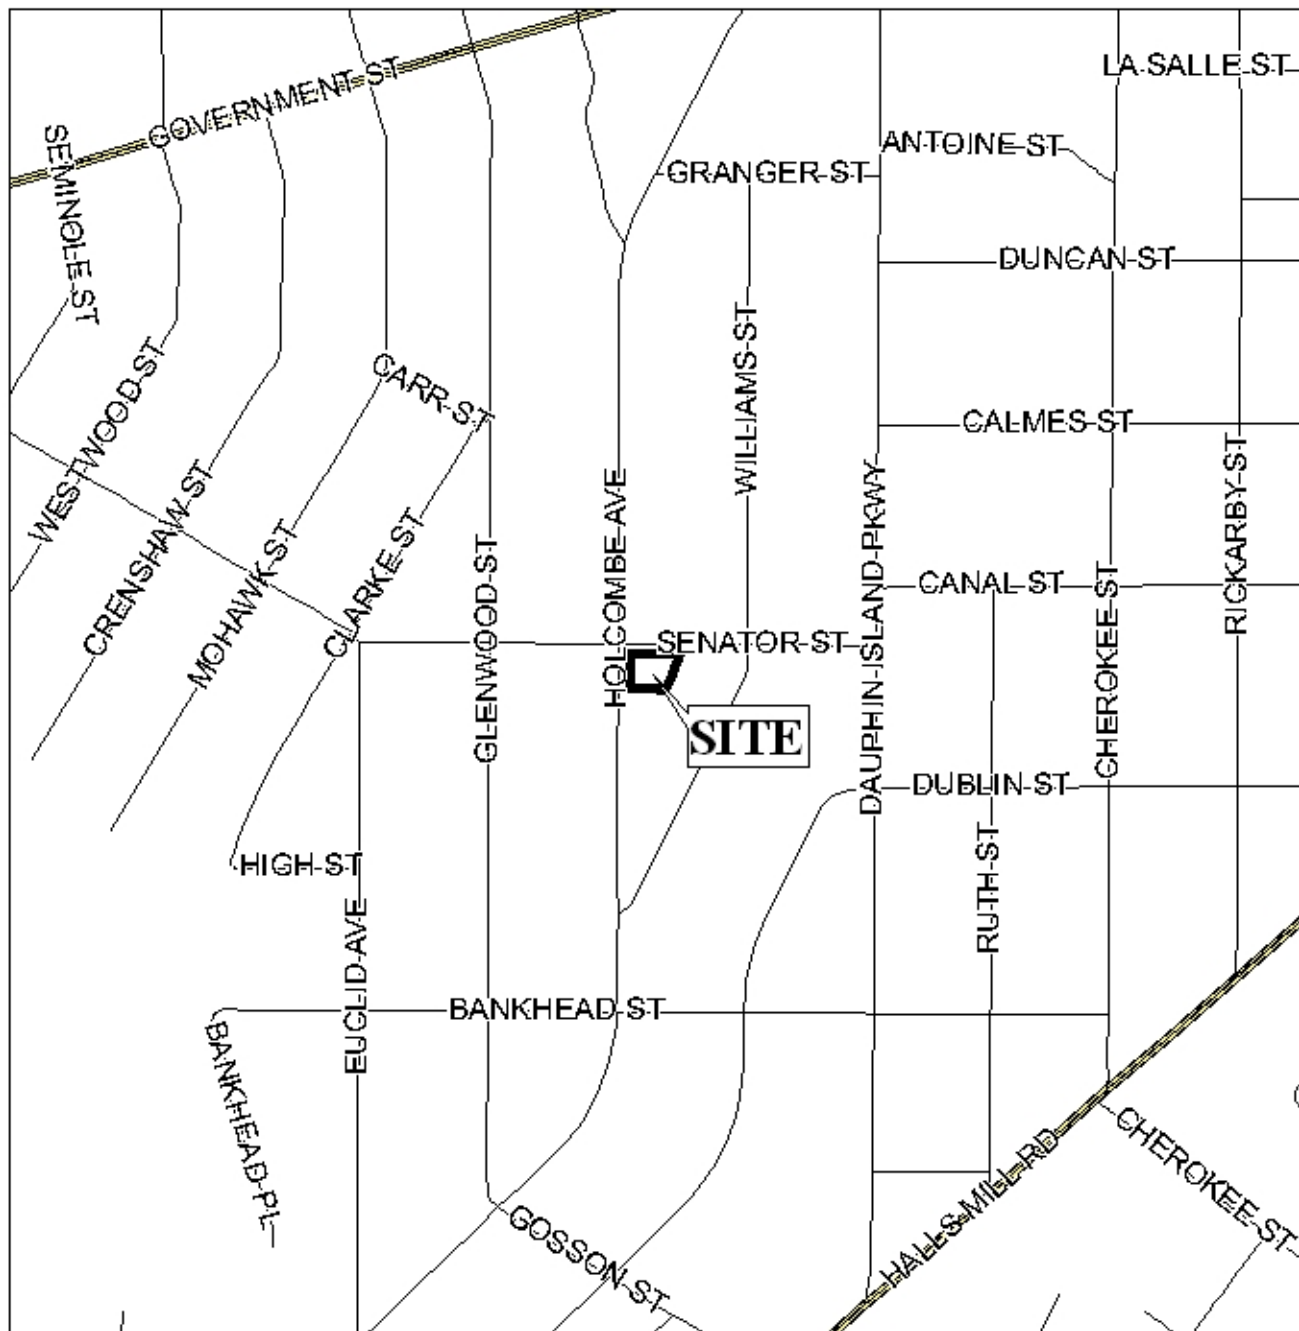 LA SALLE ST
GOVERNMENT ST
SEMINOLE ST
ANTOINE ST
GRANGER ST
DUNCAN ST
WILLIAMS ST
WESTWOOD ST
CARR ST
CALMES ST
CRENSHAW ST
MOHAWK ST
CLARKE ST
GLENWOOD ST
HOLCOMBE AVE
DAUPHIN ISLAND PKWY
RICKARBY ST
CANAL ST
CHEROKEE ST
SENATOR ST
SITE
DUBLIN ST
RUTH ST
HIGH ST
EUCLID AVE
BANKHEAD ST
BANKHEAD PL
HALLS MILL RD
CHEROKEE ST
GOSSON ST